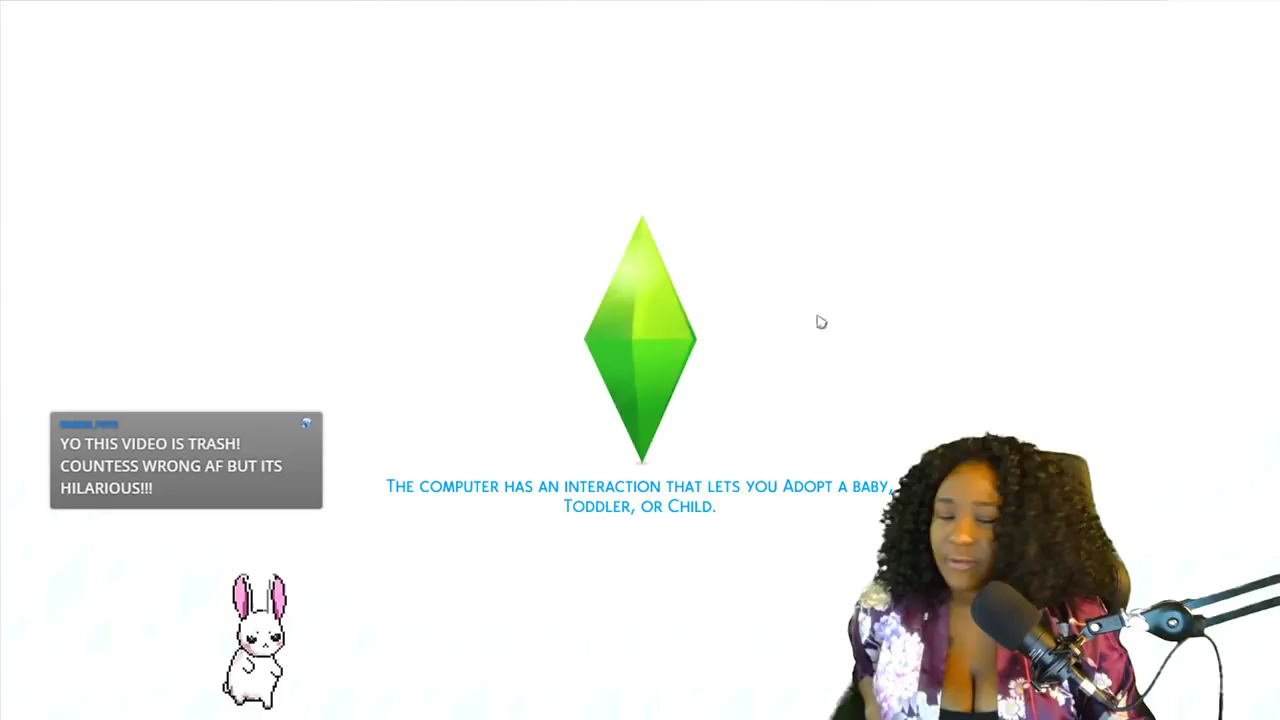 YO THIS VIDEO IS TRASH!
COUNTESS WRONG AF BUT ITS
HILARIOUS!!!
THE COMPUTER HAS AN INTERACTION THAT LETS YOU ADOPT A BABY,
TODDLER, OR CHILD.